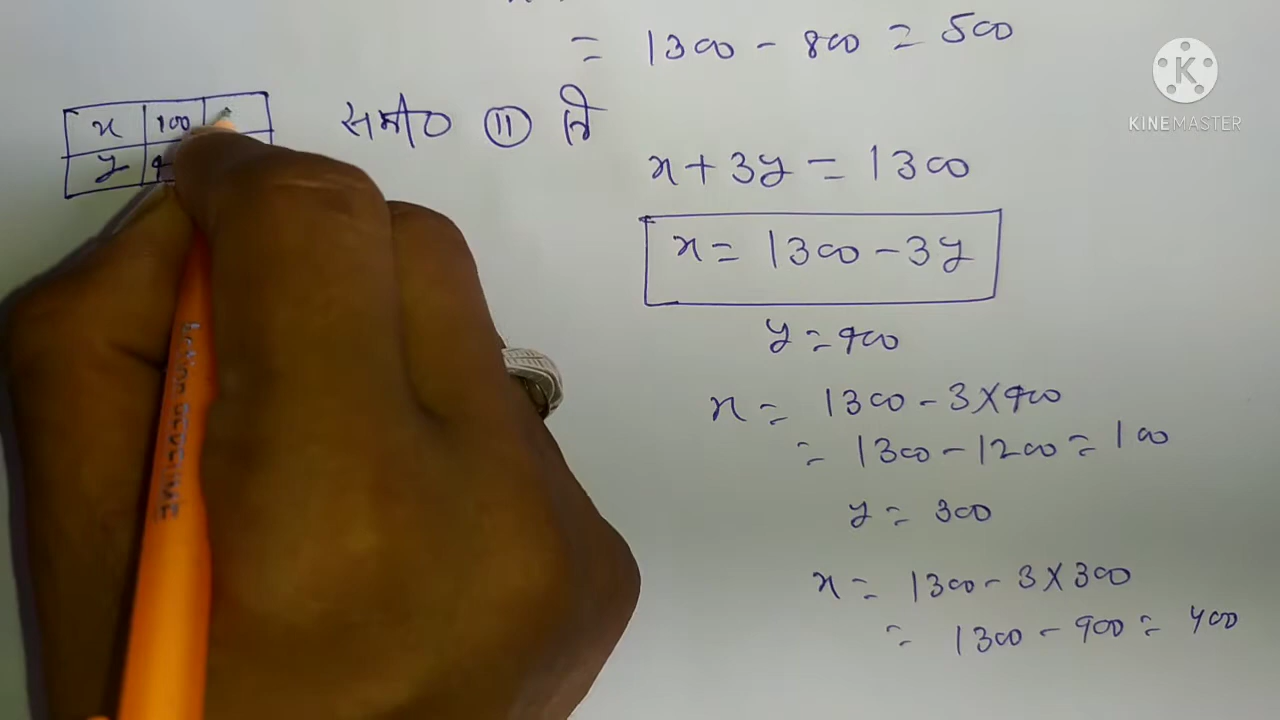 = 1300 - 800 = 500
x 100
y
समी० ⑪ से
x + 3y = 1300
x = 1300 - 3y
y = 400
x = 1300 - 3×400
= 1300 - 1200 = 100
y = 300
x = 1300 - 3×300
= 1300 - 900 = 400
KINEMASTER